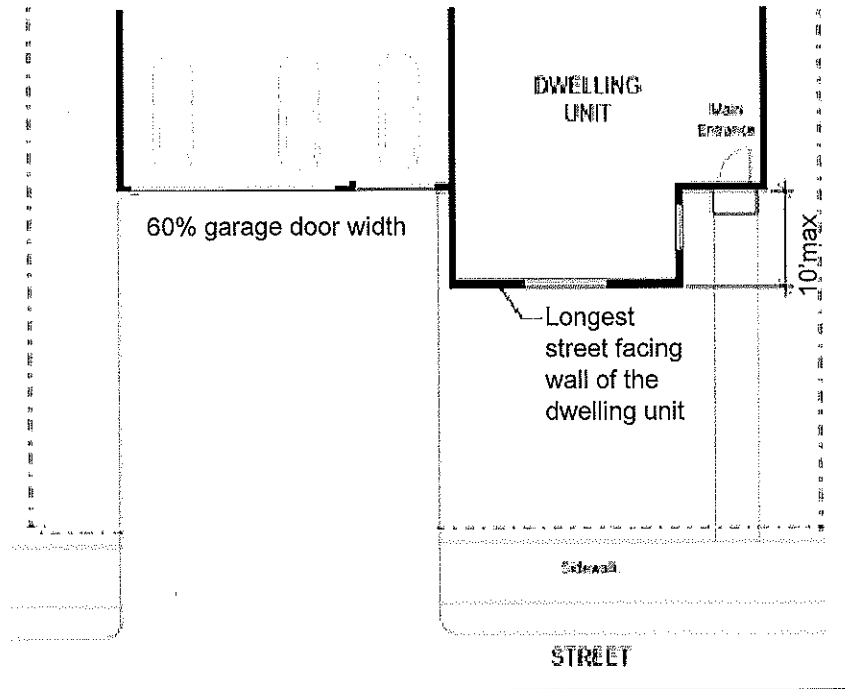 DWELLING
UNIT
Main
Entrance
60% garage door width
10'max
Longest
street facing
wall of the
dwelling unit
Sidewalk
STREET